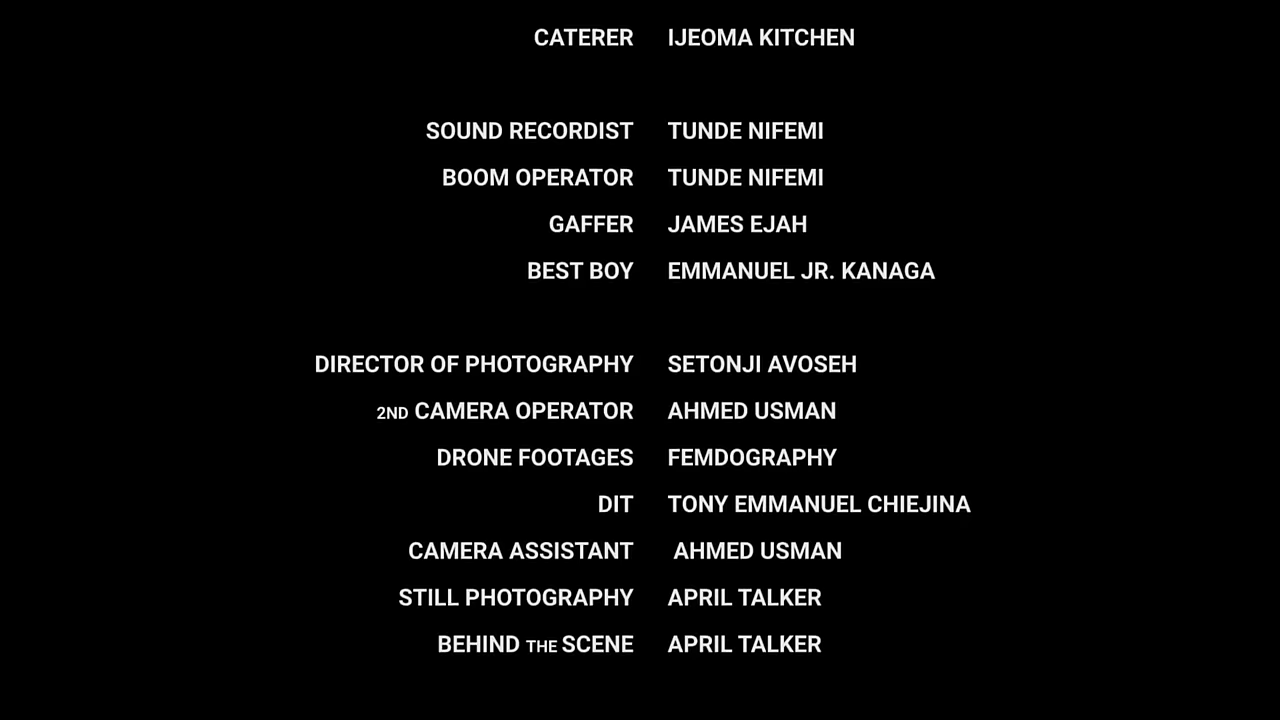 CATERER IJEOMA KITCHEN
SOUND RECORDIST TUNDE NIFEMI
BOOM OPERATOR TUNDE NIFEMI
GAFFER JAMES EJAH
BEST BOY EMMANUEL JR. KANAGA
DIRECTOR OF PHOTOGRAPHY SETONJI AVOSEH
2ND CAMERA OPERATOR AHMED USMAN
DRONE FOOTAGES FEMDOGRAPHY
DIT TONY EMMANUEL CHIEJINA
CAMERA ASSISTANT AHMED USMAN
STILL PHOTOGRAPHY APRIL TALKER
BEHIND THE SCENE APRIL TALKER